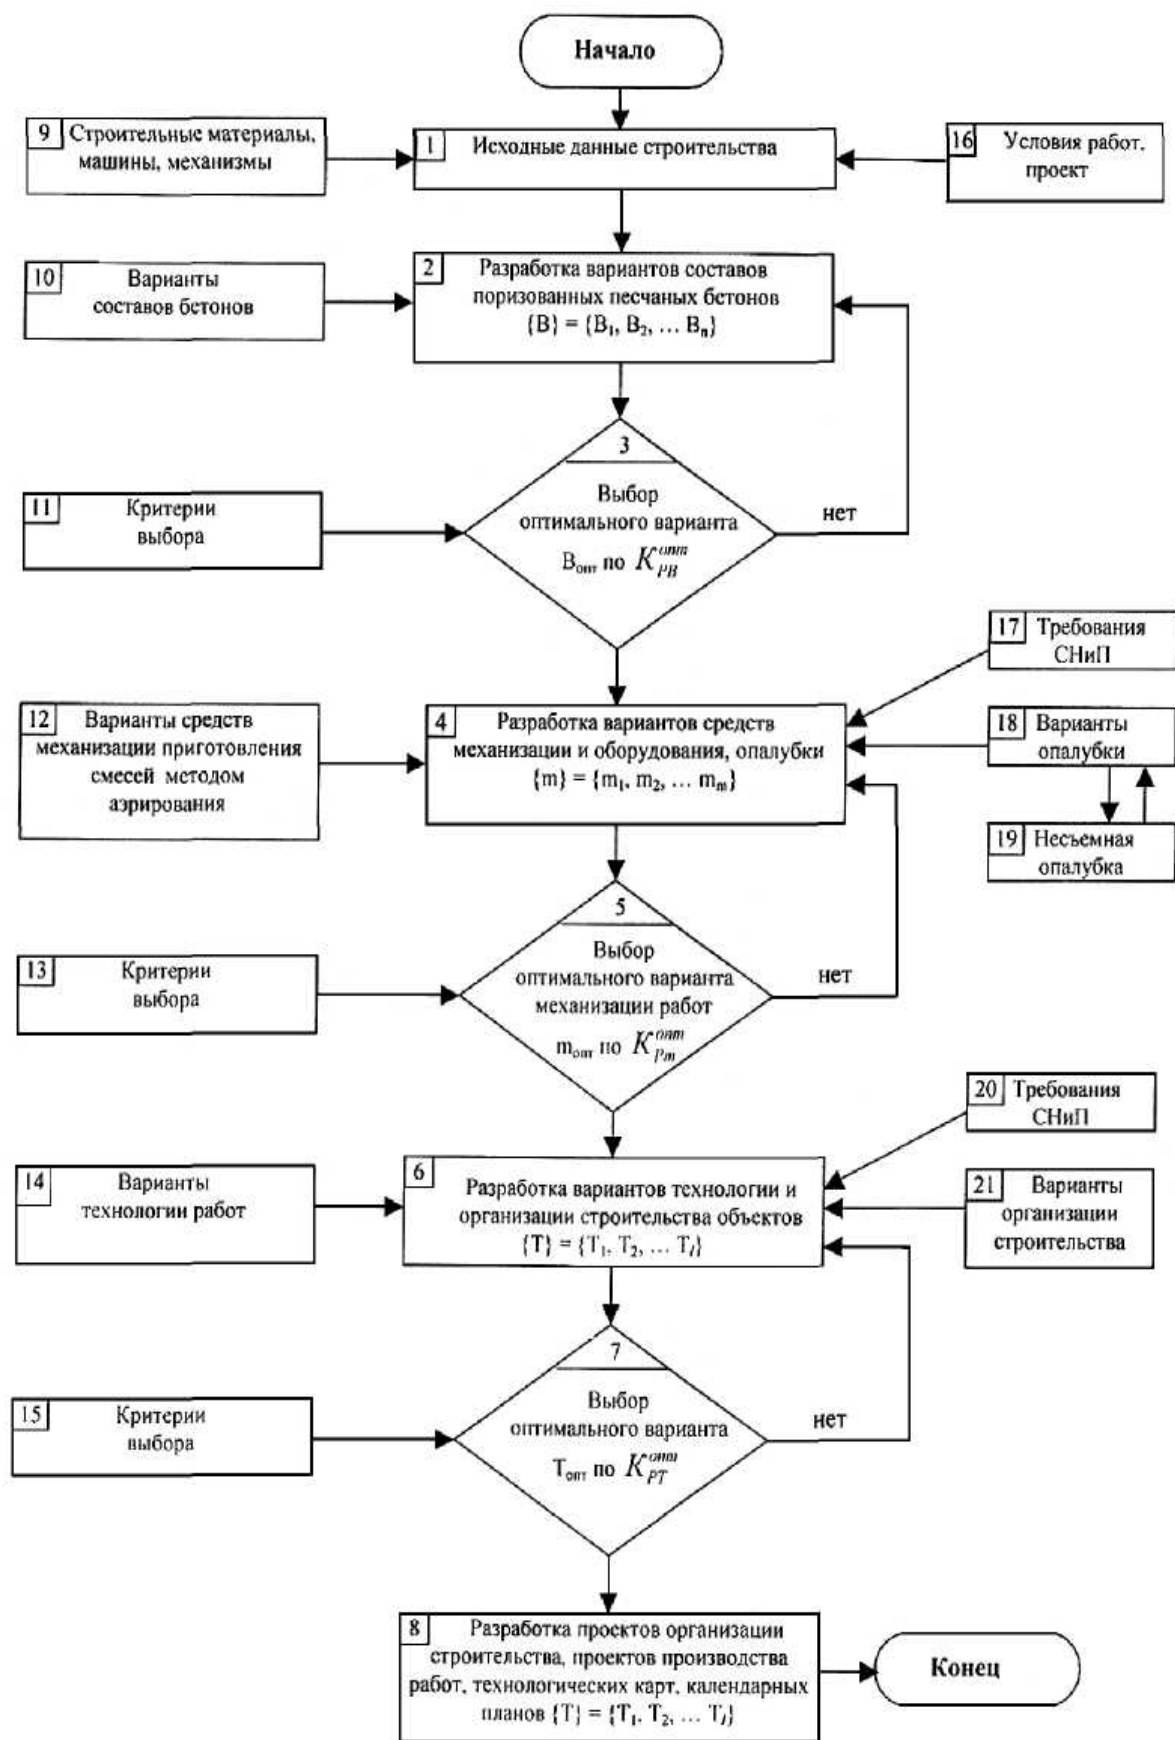 Начало
9 Строительные материалы,
машины, механизмы
1 Исходные данные строительства
16 Условия работ.
проект
10 Варианты
составов бетонов
2 Разработка вариантов составов
поризованных песчаных бетонов
{B} = {B₁, B₂, … Bₙ}
3
11 Критерии
выбора
Выбор
оптимального варианта
Bопт по K_PB^опт
нет
17 Требования
СНиП
12 Варианты средств
механизации приготовления
смесей методом
аэрирования
4 Разработка вариантов средств
механизации и оборудования, опалубки
{m} = {m₁, m₂, … mₘ}
18 Варианты
опалубки
19 Несъемная
опалубка
5
13 Критерии
выбора
Выбор
оптимального варианта
механизации работ
mопт по K_Pm^опт
нет
20 Требования
СНиП
14 Варианты
технологии работ
6 Разработка вариантов технологии и
организации строительства объектов
{T} = {T₁, T₂, … Tₗ}
21 Варианты
организации
строительства
7
15 Критерии
выбора
Выбор
оптимального варианта
Tопт по K_PT^опт
нет
8 Разработка проектов организации
строительства, проектов производства
работ, технологических карт, календарных
планов {T} = {T₁. T₂, … Tₗ}
Конец